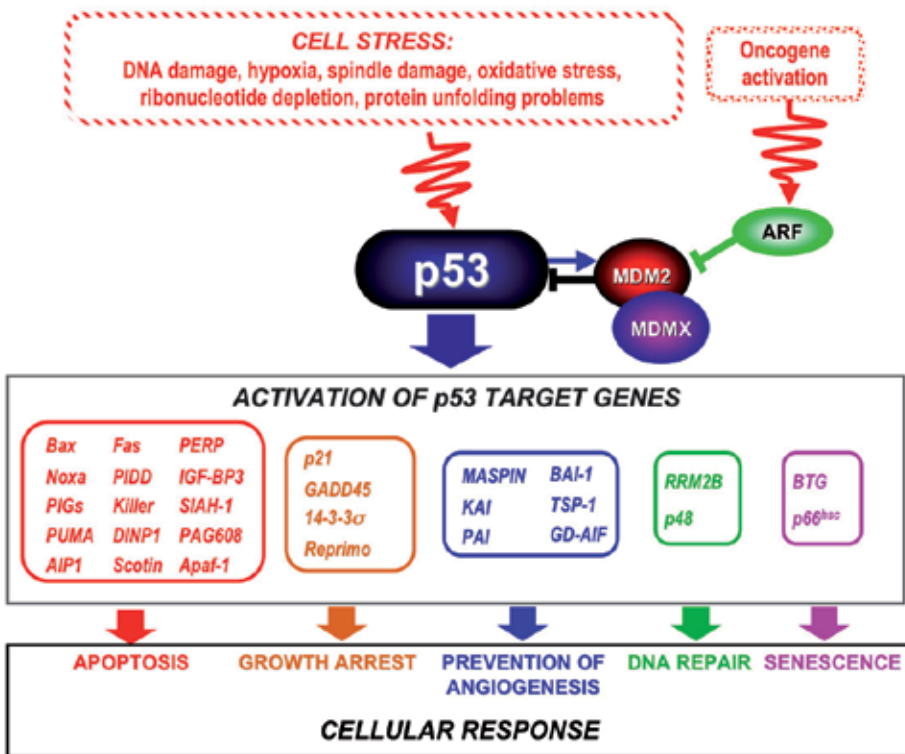 CELL STRESS:
DNA damage, hypoxia, spindle damage, oxidative stress,
ribonucleotide depletion, protein unfolding problems
Oncogene
activation
ARF
p53
MDM2
MDMX
ACTIVATION OF p53 TARGET GENES
Bax Fas PERP
Noxa PIDD IGF-BP3
PIGs Killer SIAH-1
PUMA DINP1 PAG608
AIP1 Scotin Apaf-1
p21
GADD45
14-3-3σ
Reprimo
MASPIN BAI-1
KAI TSP-1
PAI GD-AIF
RRM2B
p48
BTG
p66hsc
APOPTOSIS
GROWTH ARREST
PREVENTION OF
ANGIOGENESIS
DNA REPAIR
SENESCENCE
CELLULAR RESPONSE